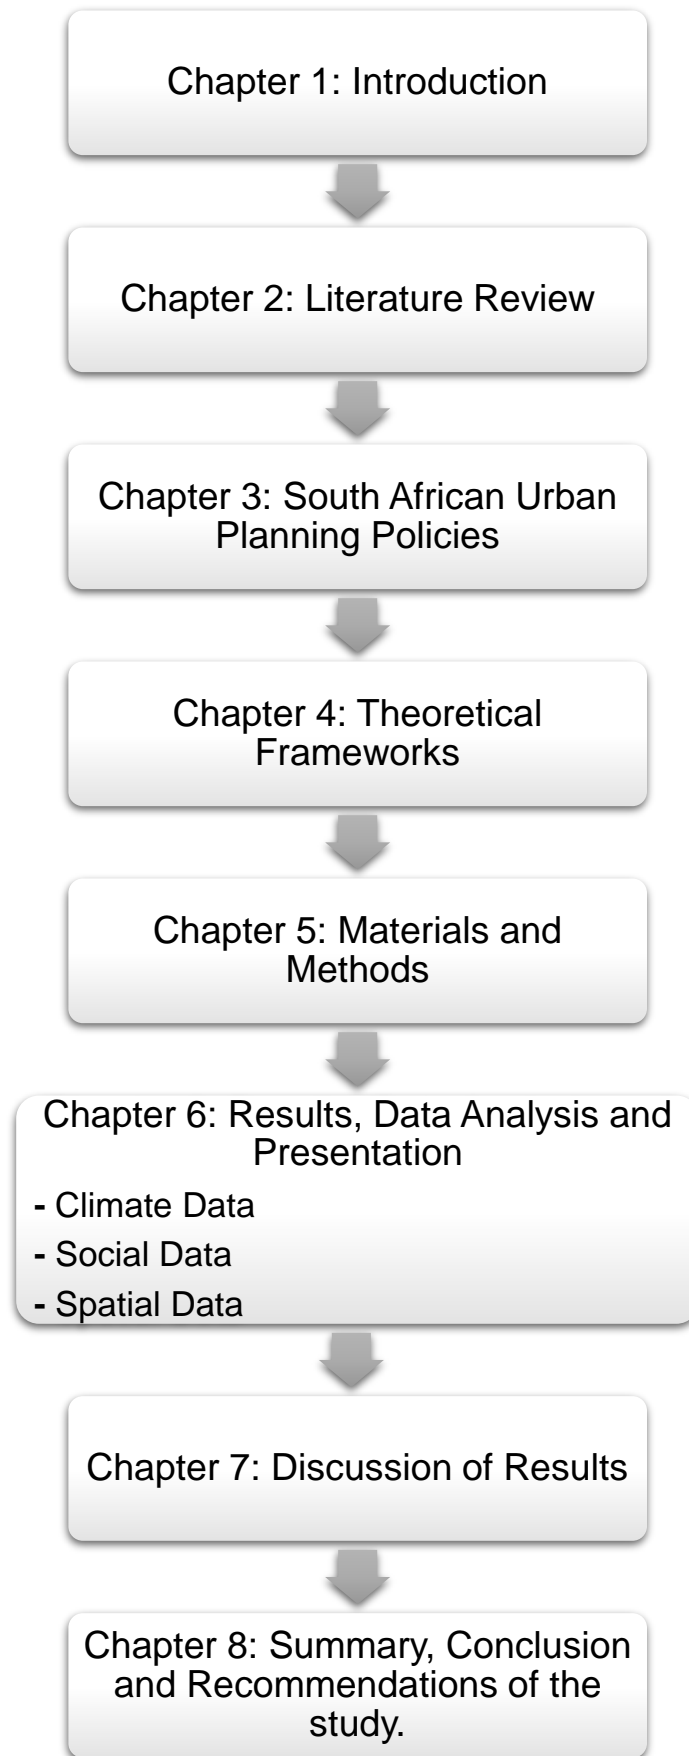 Chapter 1: Introduction
Chapter 2: Literature Review
Chapter 3: South African Urban
Planning Policies
Chapter 4: Theoretical
Frameworks
Chapter 5: Materials and
Methods
Chapter 6: Results, Data Analysis and
Presentation
- Climate Data
- Social Data
- Spatial Data
Chapter 7: Discussion of Results
Chapter 8: Summary, Conclusion
and Recommendations of the
study.